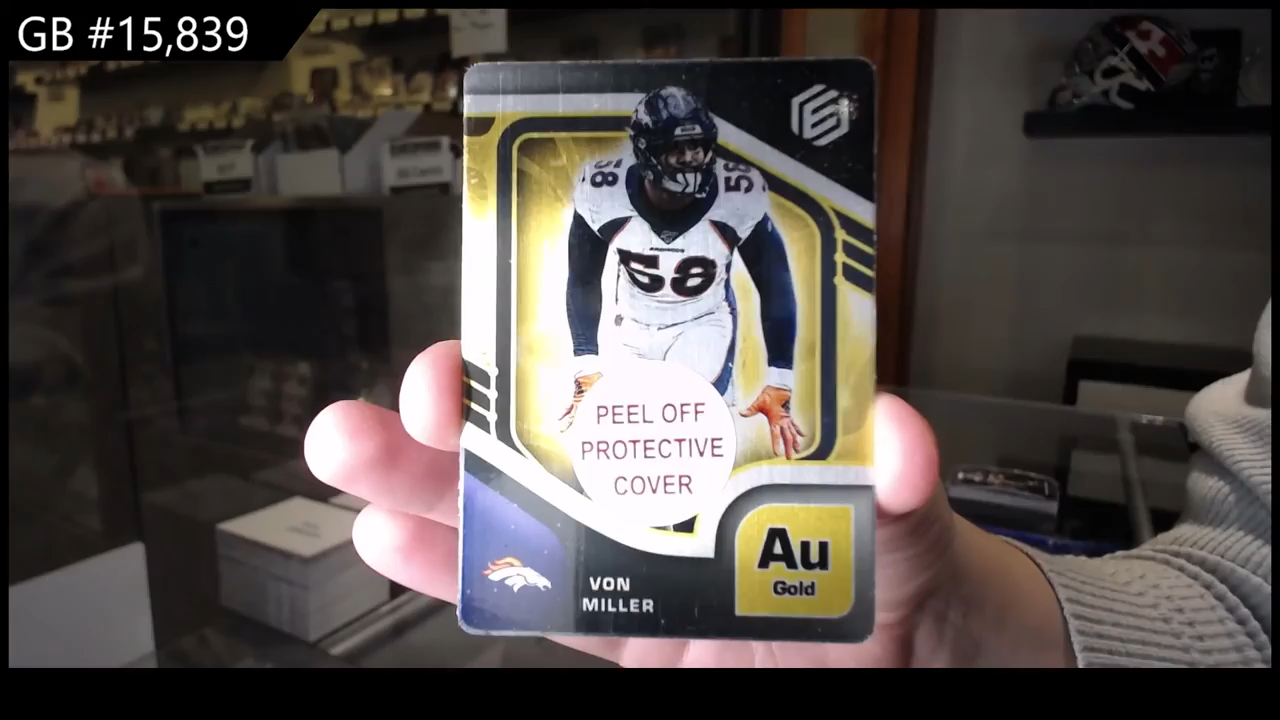 GB #15,839
58
58
58
PEEL OFF
PROTECTIVE
COVER
Au
Gold
VON
MILLER